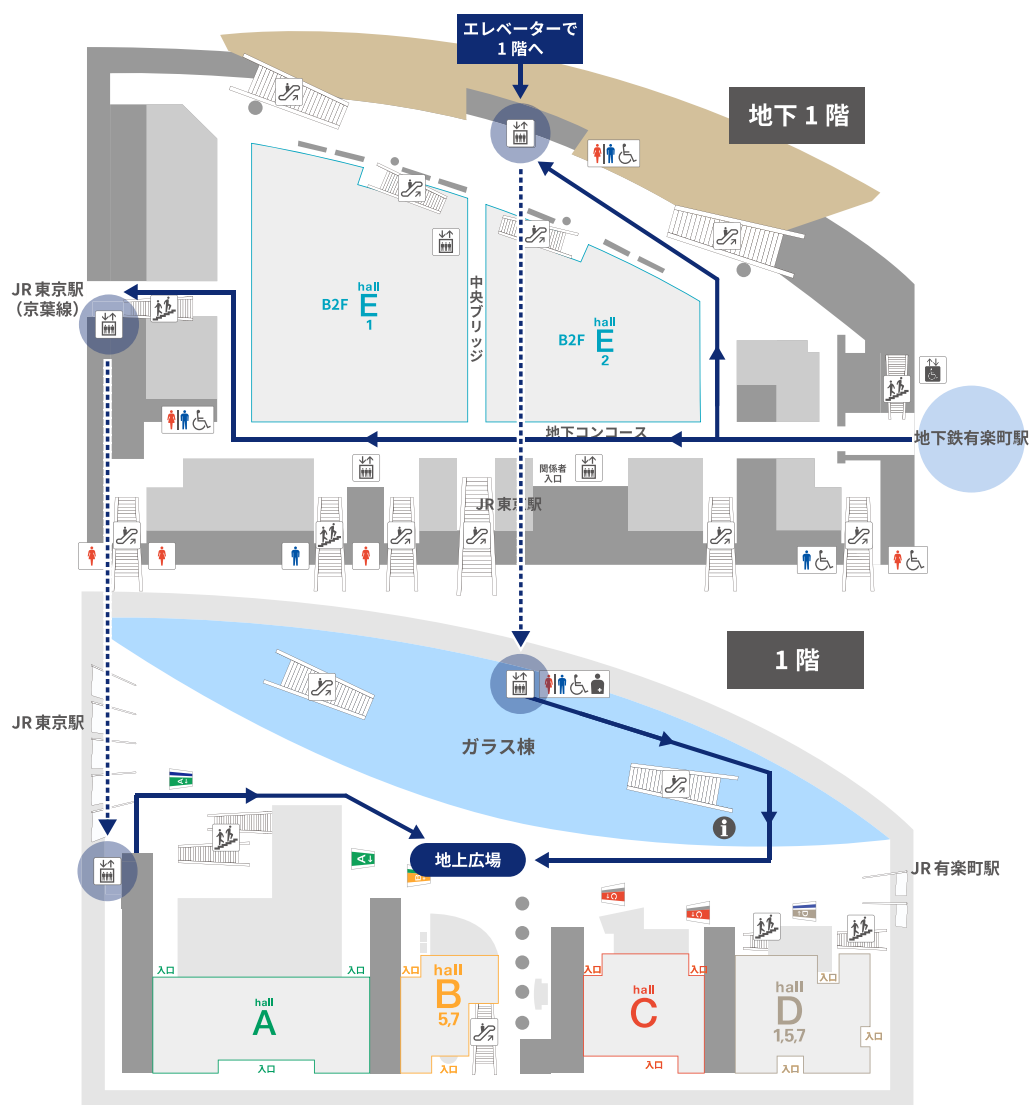 エレベーターで
1階へ
地下1階
JR東京駅
（京葉線）
B2F
hall
E
1
中央ブリッジ
B2F
hall
E
2
地下コンコース
地下鉄有楽町駅
関係者
入口
JR東京駅
1階
JR東京駅
ガラス棟
A
i
A
地上広場
B
JR有楽町駅
C
C
D
入口
入口
入口
入口
入口
入口
hall
A
hall
B
5,7
hall
C
hall
D
1,5,7
入口
入口
入口
入口
入口